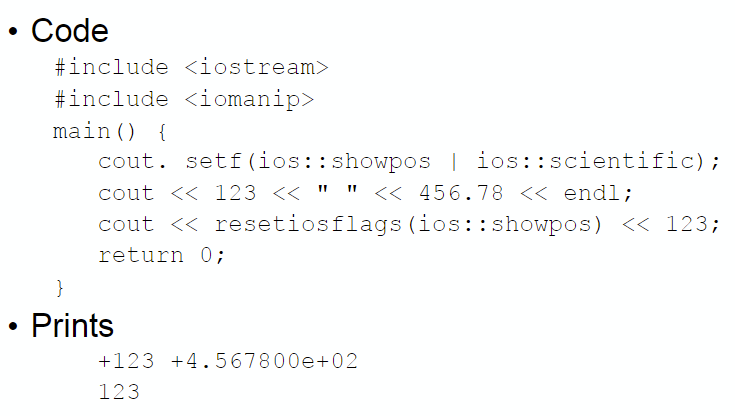 • Code
#include <iostream>
#include <iomanip>
main() {
cout. setf(ios::showpos | ios::scientific);
cout << 123 << " " << 456.78 << endl;
cout << resetiosflags(ios::showpos) << 123;
return 0;
}
• Prints
+123 +4.567800e+02
123